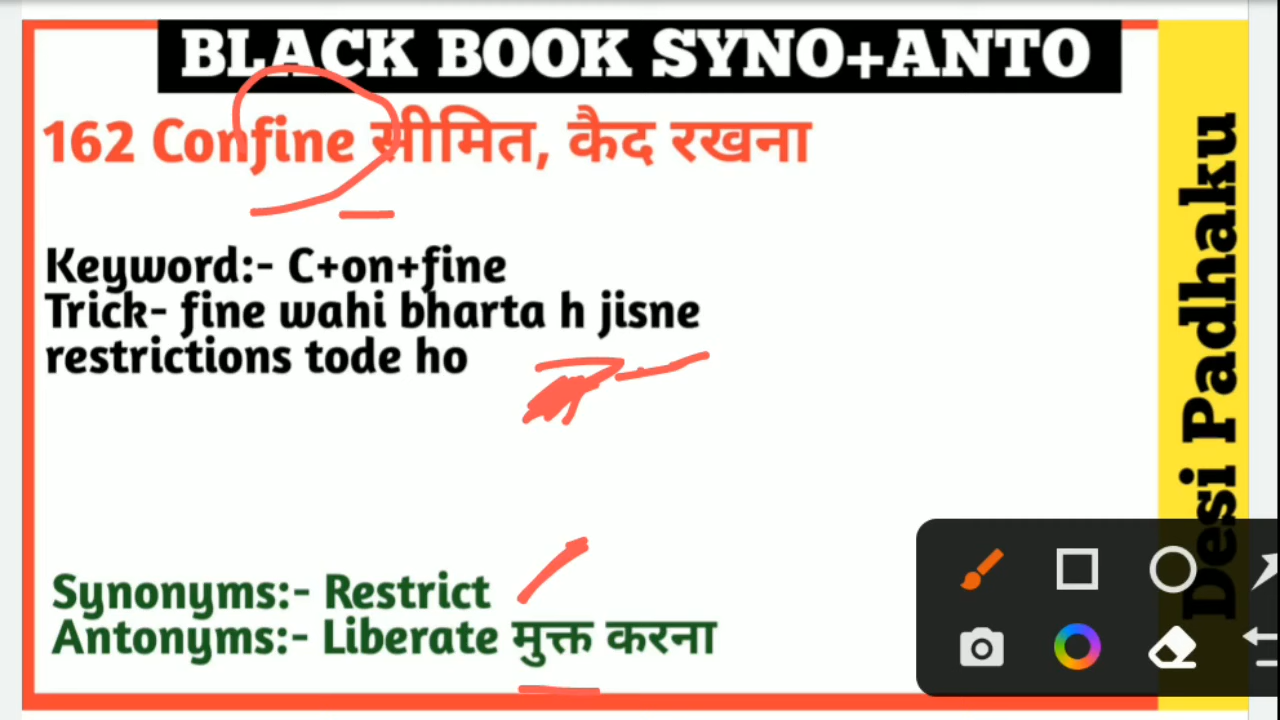 BLACK BOOK SYNO+ANTO
162 Confine सीमित, कैद रखना
Keyword:- C+on+fine
Trick- fine wahi bharta h jisne
restrictions tode ho
Synonyms:- Restrict
Antonyms:- Liberate मुक्त करना
Desi Padhaku